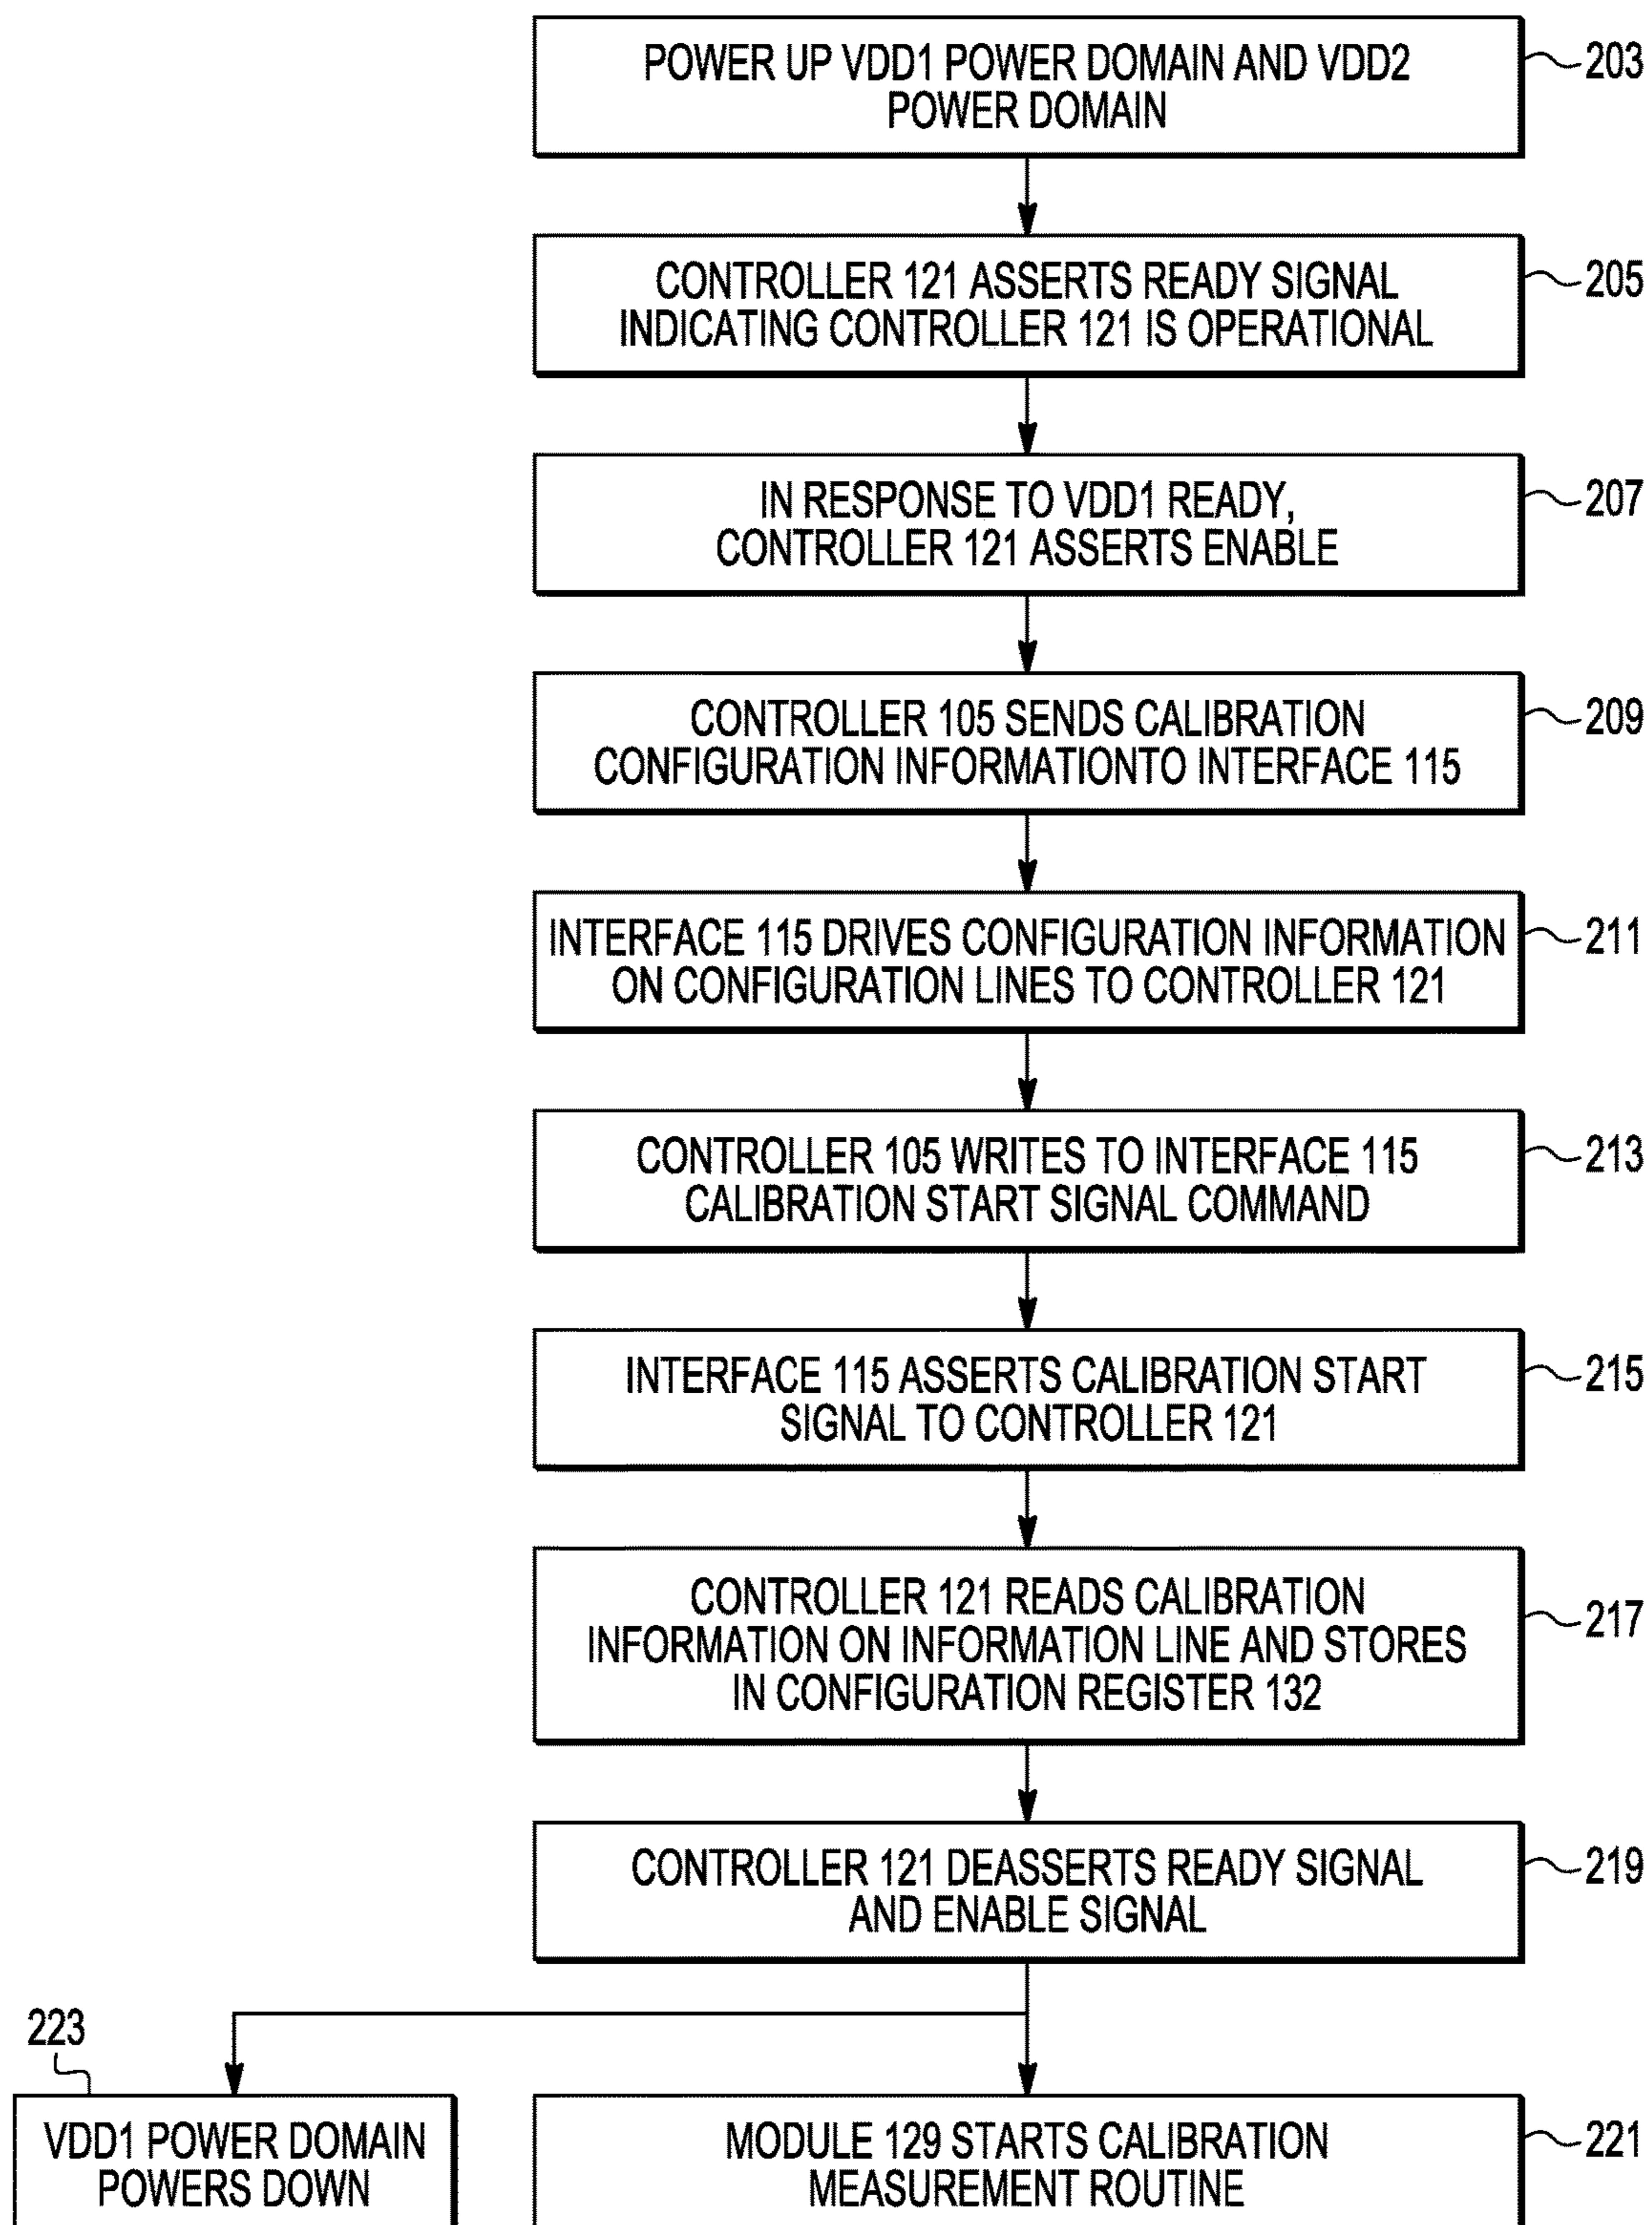 POWER UP VDD1 POWER DOMAIN AND VDD2
POWER DOMAIN
203
CONTROLLER 121 ASSERTS READY SIGNAL
INDICATING CONTROLLER 121 IS OPERATIONAL
205
IN RESPONSE TO VDD1 READY,
CONTROLLER 121 ASSERTS ENABLE
207
CONTROLLER 105 SENDS CALIBRATION
CONFIGURATION INFORMATIONTO INTERFACE 115
209
INTERFACE 115 DRIVES CONFIGURATION INFORMATION
ON CONFIGURATION LINES TO CONTROLLER 121
211
CONTROLLER 105 WRITES TO INTERFACE 115
CALIBRATION START SIGNAL COMMAND
213
INTERFACE 115 ASSERTS CALIBRATION START
SIGNAL TO CONTROLLER 121
215
CONTROLLER 121 READS CALIBRATION
INFORMATION ON INFORMATION LINE AND STORES
IN CONFIGURATION REGISTER 132
217
CONTROLLER 121 DEASSERTS READY SIGNAL
AND ENABLE SIGNAL
219
223
VDD1 POWER DOMAIN
POWERS DOWN
MODULE 129 STARTS CALIBRATION
MEASUREMENT ROUTINE
221